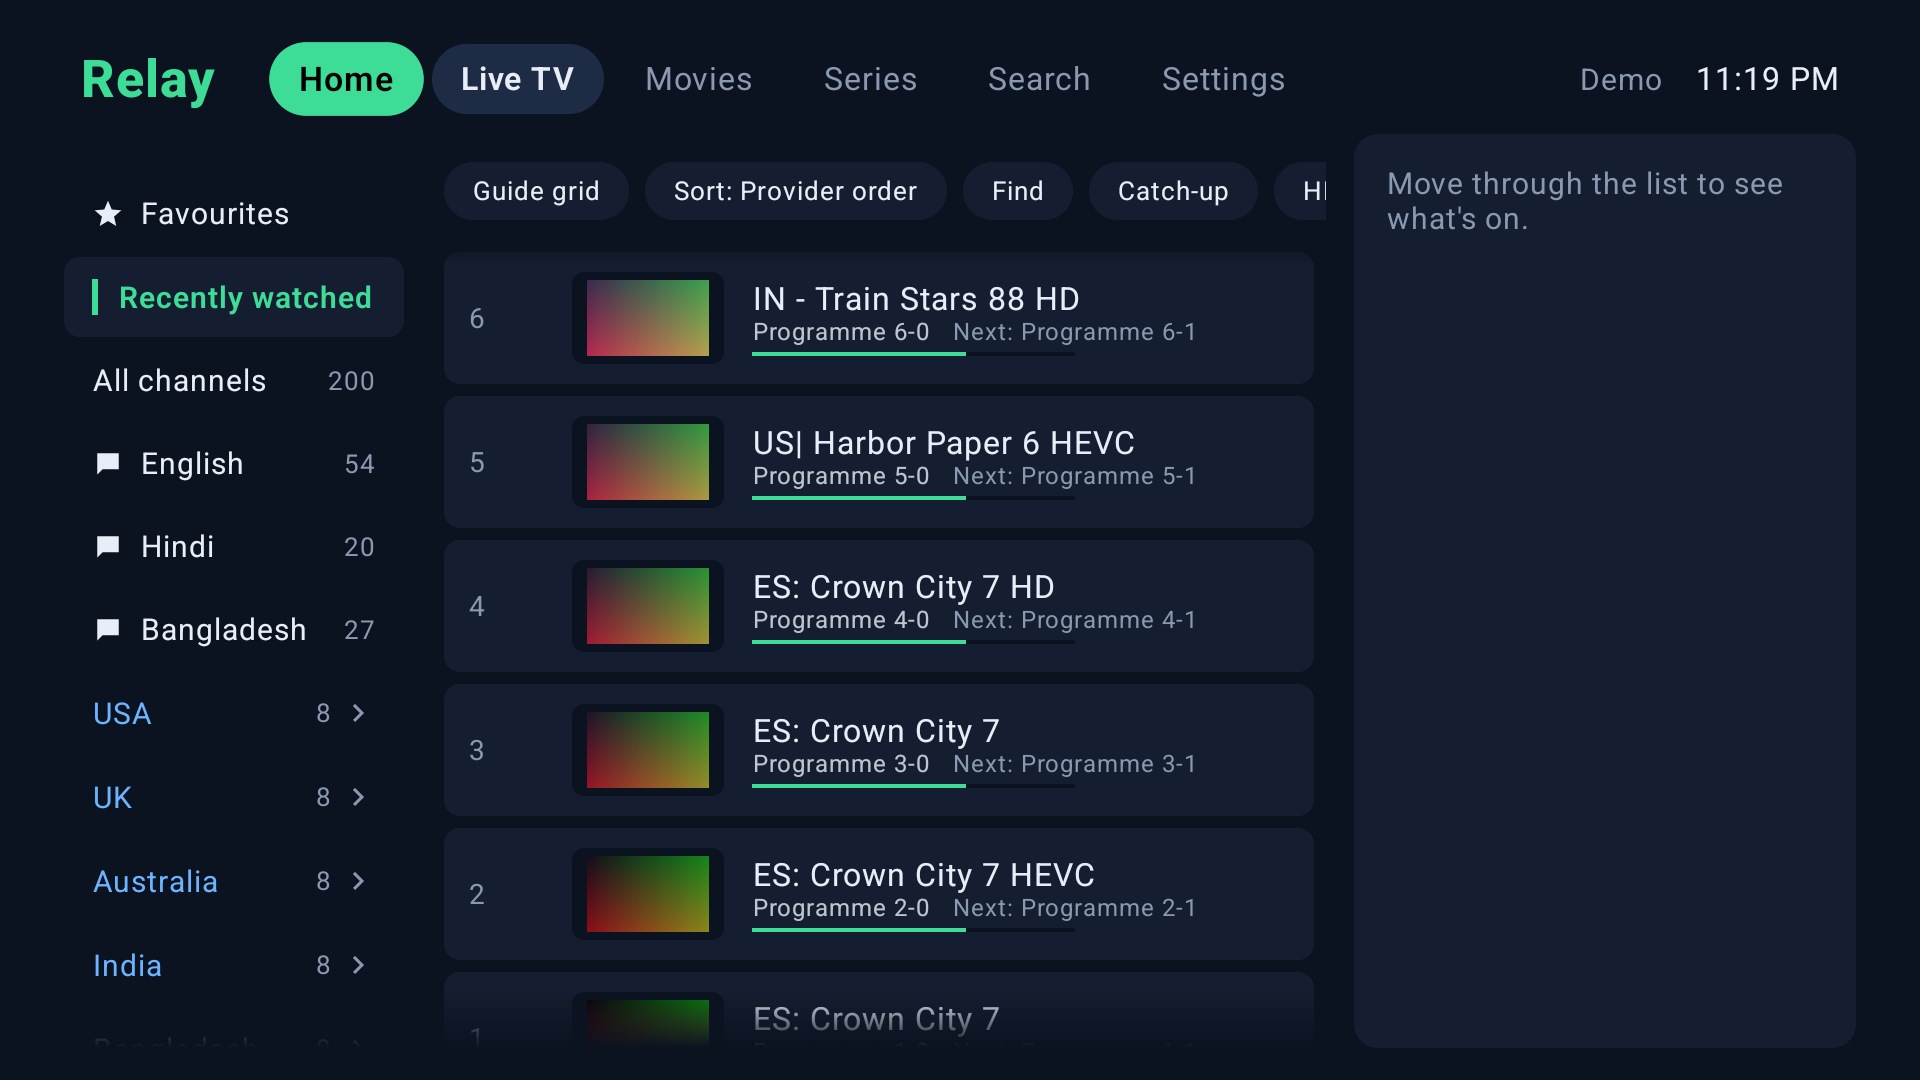 Relay
Home
Live TV
Movies
Series
Search
Settings
Demo
11:19 PM
Favourites
Recently watched
All channels 200
English 54
Hindi 20
Bangladesh 27
USA 8
UK 8
Australia 8
India 8
Bangladesh 8
Guide grid
Sort: Provider order
Find
Catch-up
6
IN - Train Stars 88 HD
Programme 6-0 Next: Programme 6-1
5
US| Harbor Paper 6 HEVC
Programme 5-0 Next: Programme 5-1
4
ES: Crown City 7 HD
Programme 4-0 Next: Programme 4-1
3
ES: Crown City 7
Programme 3-0 Next: Programme 3-1
2
ES: Crown City 7 HEVC
Programme 2-0 Next: Programme 2-1
1
ES: Crown City 7
Move through the list to see
what's on.